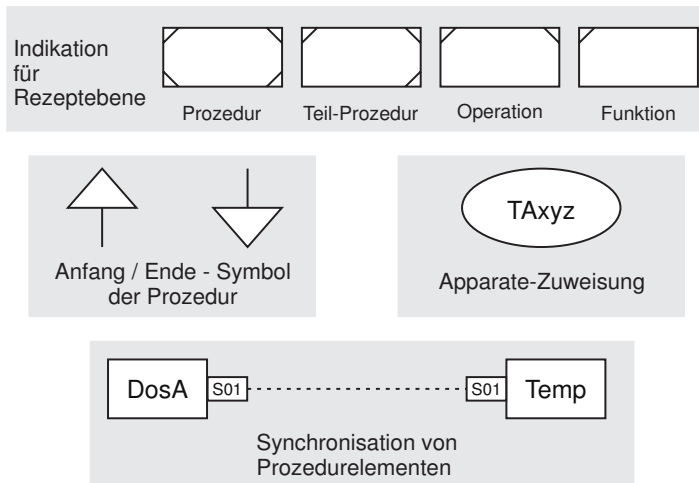 Indikation
für
Rezeptebene
Prozedur
Teil-Prozedur
Operation
Funktion
Anfang / Ende - Symbol
der Prozedur
TAxyz
Apparate-Zuweisung
DosA
S01
S01
Temp
Synchronisation von
Prozedurelementen